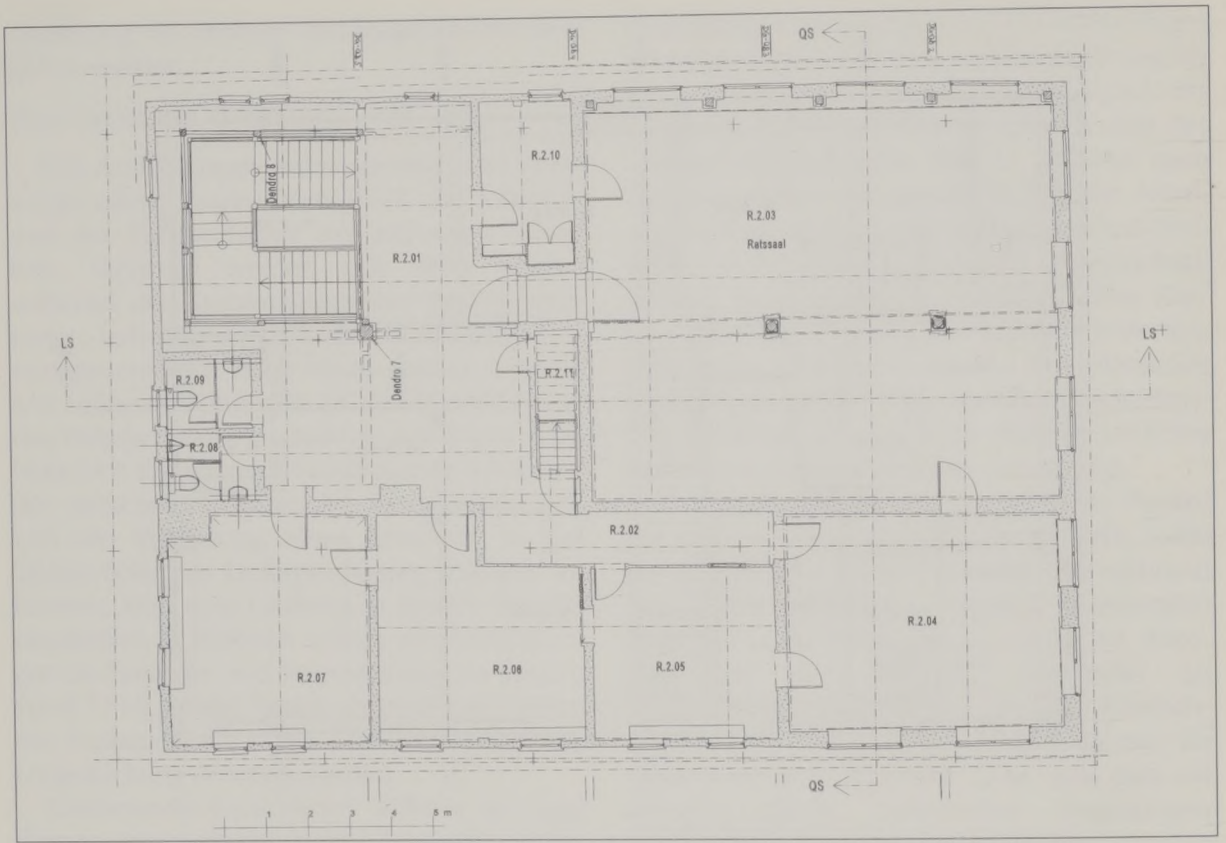 QS
R.2.10
Dendro 8
R.2.03
Ratssaal
R.2.01
LS
LS
R.2.09
R.2.11
Dendro 7
R.2.08
R.2.02
R.2.04
R.2.07
R.2.06
R.2.05
QS
1 2 3 4 5 m